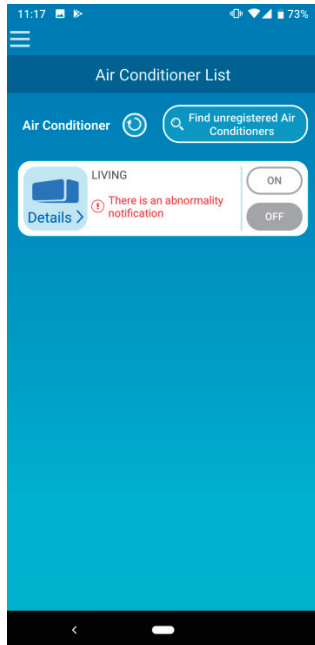 11:17
73%
Air Conditioner List
Air Conditioner
Find unregistered Air
Conditioners
LIVING
There is an abnormality
notification
Details
ON
OFF